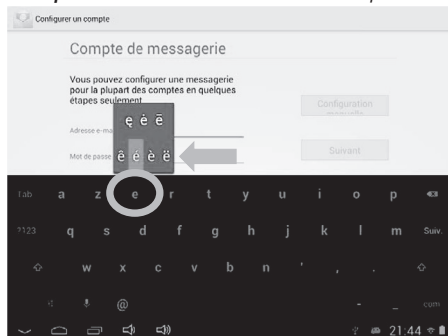 Configurer un compte
Compte de messagerie
Vous pouvez configurer une messagerie
pour la plupart des comptes en quelques
étapes seulement
Configuration
manuelle
ę ė ē
Adresse e-ma
Mot de passe
ê é è ë
Suivant
Tab a z e r t y u i o p
?123 q s d f g h j k l m Suiv.
w x c v b n ' , .
@ - _ .com
21:44